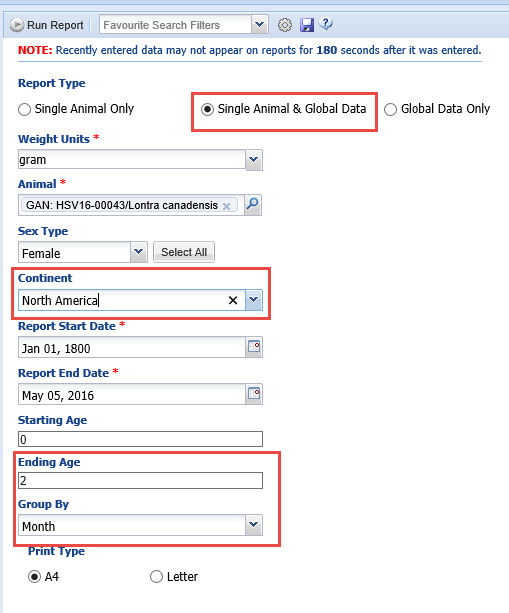 Run Report Favourite Search Filters
NOTE: Recently entered data may not appear on reports for 180 seconds after it was entered.
Report Type
Single Animal Only Single Animal & Global Data Global Data Only
Weight Units *
gram
Animal *
GAN: HSV16-00043/Lontra canadensis
Sex Type
Female Select All
Continent
North America
Report Start Date *
Jan 01, 1800
Report End Date *
May 05, 2016
Starting Age
0
Ending Age
2
Group By
Month
Print Type
A4 Letter